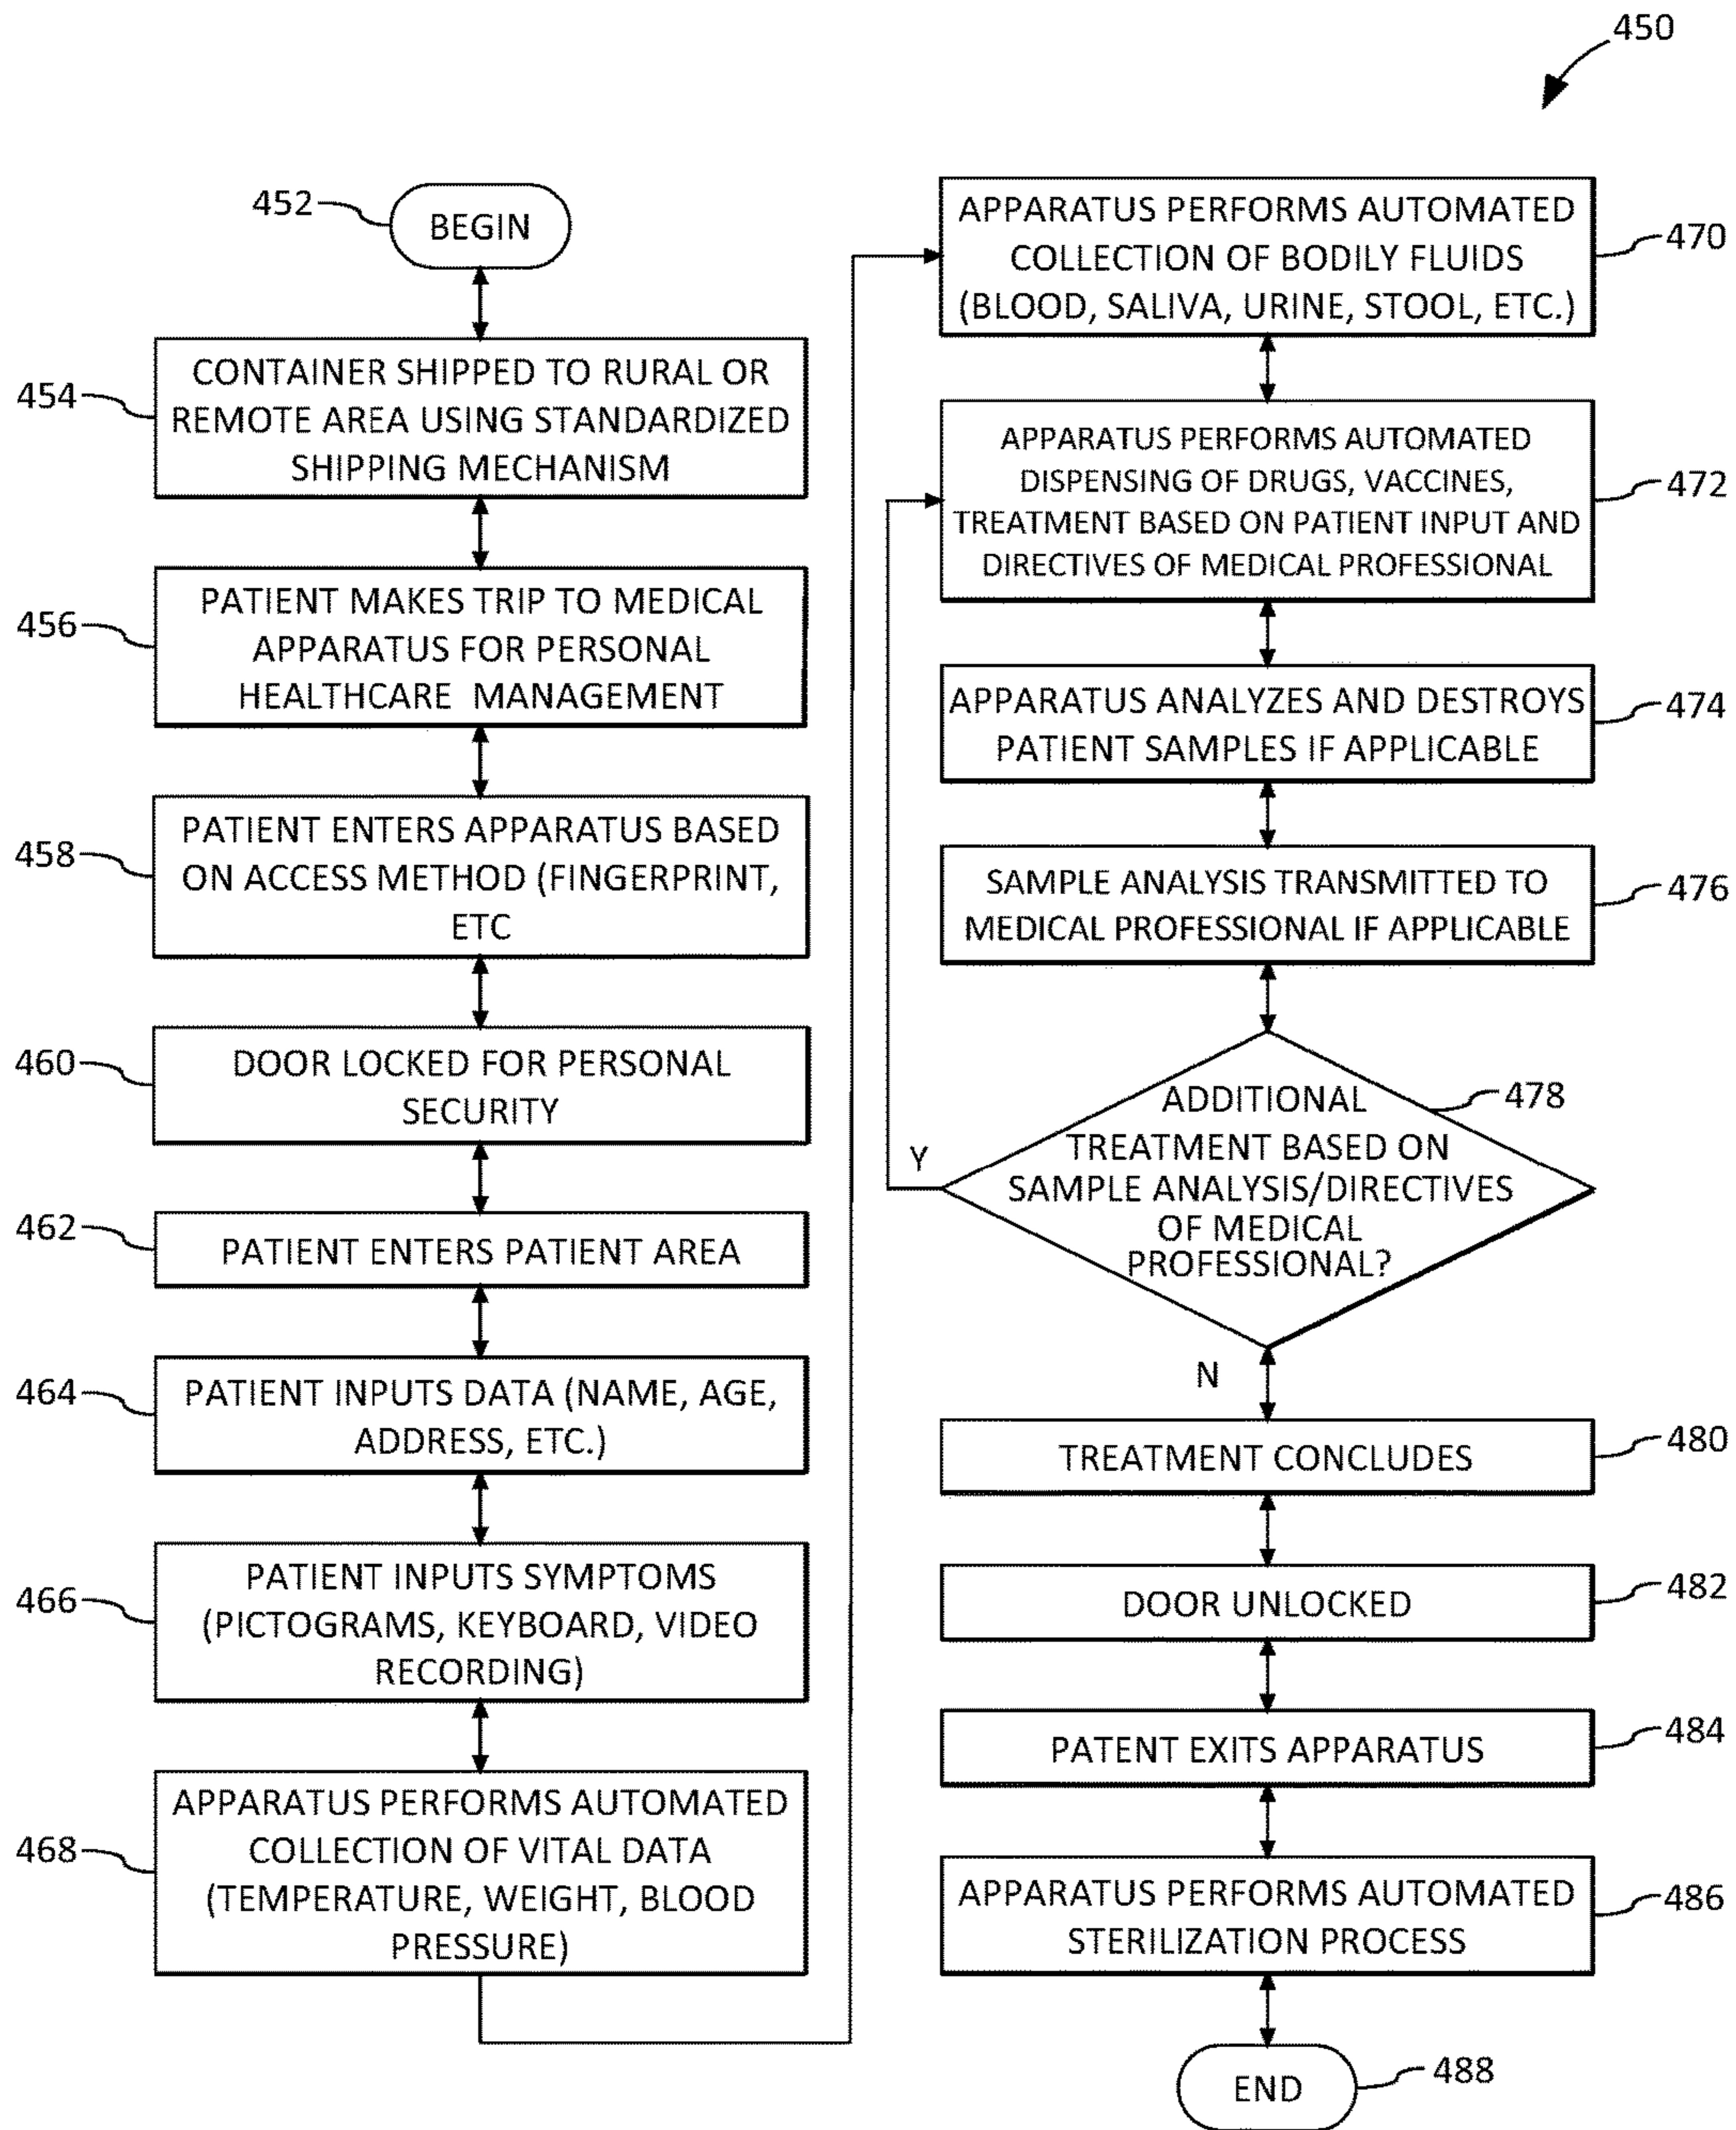 450
452
BEGIN
454
CONTAINER SHIPPED TO RURAL OR
REMOTE AREA USING STANDARDIZED
SHIPPING MECHANISM
456
PATIENT MAKES TRIP TO MEDICAL
APPARATUS FOR PERSONAL
HEALTHCARE MANAGEMENT
458
PATIENT ENTERS APPARATUS BASED
ON ACCESS METHOD (FINGERPRINT,
ETC
460
DOOR LOCKED FOR PERSONAL
SECURITY
462
PATIENT ENTERS PATIENT AREA
464
PATIENT INPUTS DATA (NAME, AGE,
ADDRESS, ETC.)
466
PATIENT INPUTS SYMPTOMS
(PICTOGRAMS, KEYBOARD, VIDEO
RECORDING)
468
APPARATUS PERFORMS AUTOMATED
COLLECTION OF VITAL DATA
(TEMPERATURE, WEIGHT, BLOOD
PRESSURE)
APPARATUS PERFORMS AUTOMATED
COLLECTION OF BODILY FLUIDS
(BLOOD, SALIVA, URINE, STOOL, ETC.)
470
APPARATUS PERFORMS AUTOMATED
DISPENSING OF DRUGS, VACCINES,
TREATMENT BASED ON PATIENT INPUT AND
DIRECTIVES OF MEDICAL PROFESSIONAL
472
APPARATUS ANALYZES AND DESTROYS
PATIENT SAMPLES IF APPLICABLE
474
SAMPLE ANALYSIS TRANSMITTED TO
MEDICAL PROFESSIONAL IF APPLICABLE
476
ADDITIONAL
TREATMENT BASED ON
SAMPLE ANALYSIS/DIRECTIVES
OF MEDICAL
PROFESSIONAL?
478
Y
N
TREATMENT CONCLUDES
480
DOOR UNLOCKED
482
PATENT EXITS APPARATUS
484
APPARATUS PERFORMS AUTOMATED
STERILIZATION PROCESS
486
END
488